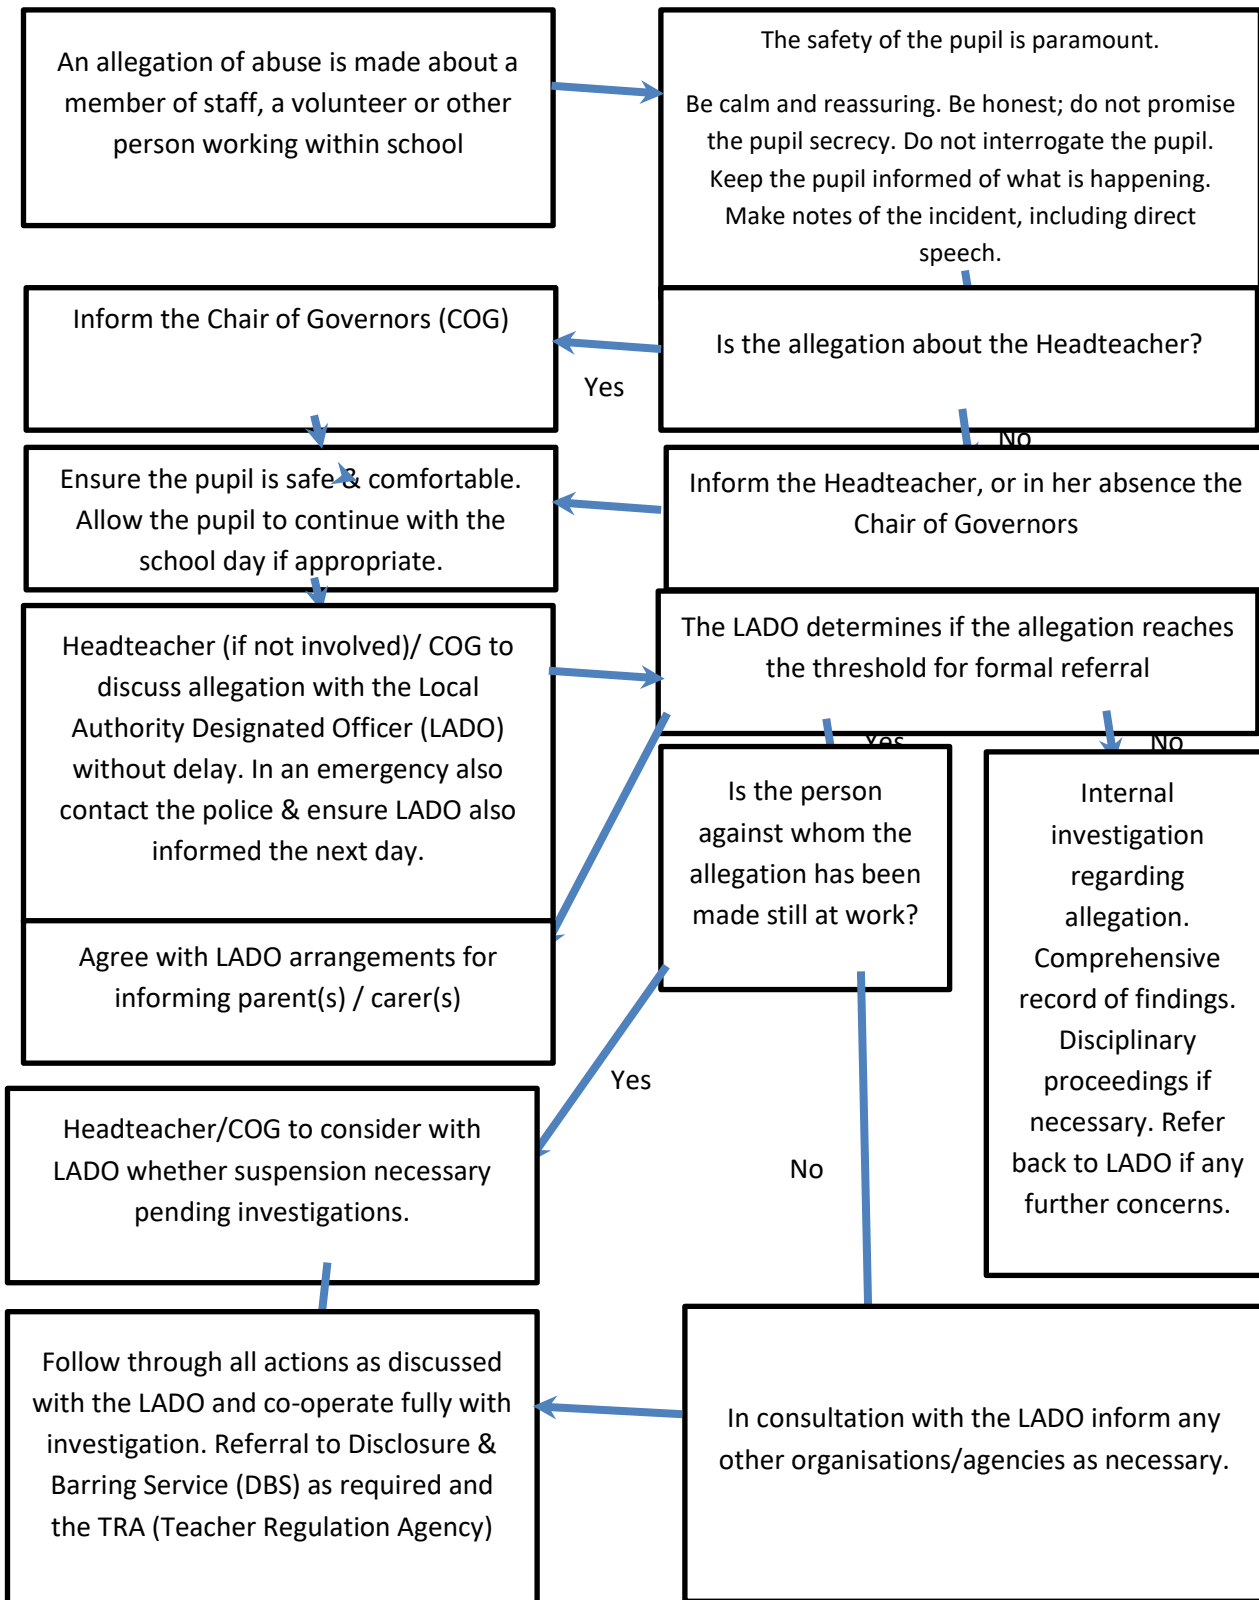 An allegation of abuse is made about a
member of staff, a volunteer or other
person working within school
The safety of the pupil is paramount.
Be calm and reassuring. Be honest; do not promise
the pupil secrecy. Do not interrogate the pupil.
Keep the pupil informed of what is happening.
Make notes of the incident, including direct
speech.
Inform the Chair of Governors (COG)
Is the allegation about the Headteacher?
Yes
No
Ensure the pupil is safe & comfortable.
Allow the pupil to continue with the
school day if appropriate.
Inform the Headteacher, or in her absence the
Chair of Governors
Headteacher (if not involved)/ COG to
discuss allegation with the Local
Authority Designated Officer (LADO)
without delay. In an emergency also
contact the police & ensure LADO also
informed the next day.
The LADO determines if the allegation reaches
the threshold for formal referral
Yes
No
Is the person
against whom the
allegation has been
made still at work?
Internal
investigation
regarding
allegation.
Comprehensive
record of findings.
Disciplinary
proceedings if
necessary. Refer
back to LADO if any
further concerns.
Agree with LADO arrangements for
informing parent(s) / carer(s)
Yes
No
Headteacher/COG to consider with
LADO whether suspension necessary
pending investigations.
Follow through all actions as discussed
with the LADO and co-operate fully with
investigation. Referral to Disclosure &
Barring Service (DBS) as required and
the TRA (Teacher Regulation Agency)
In consultation with the LADO inform any
other organisations/agencies as necessary.